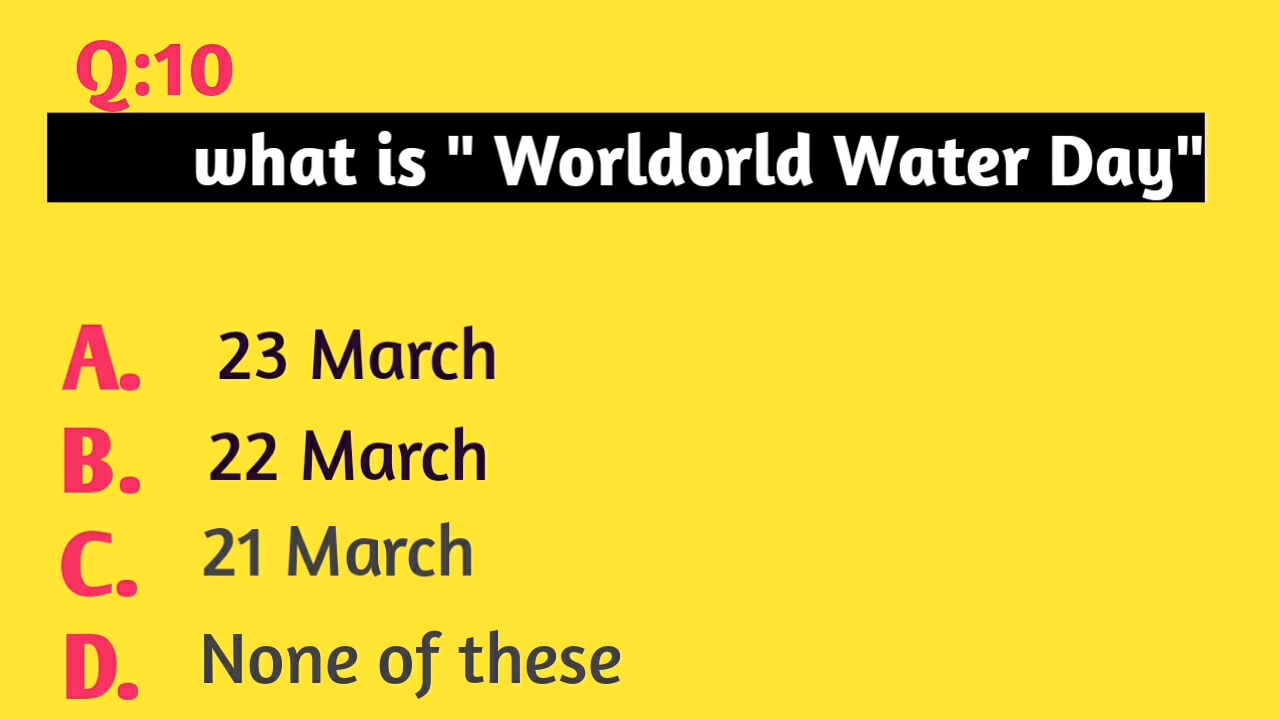 Q:10
what is " Worldorld Water Day"
A. 23 March
B. 22 March
C. 21 March
D. None of these